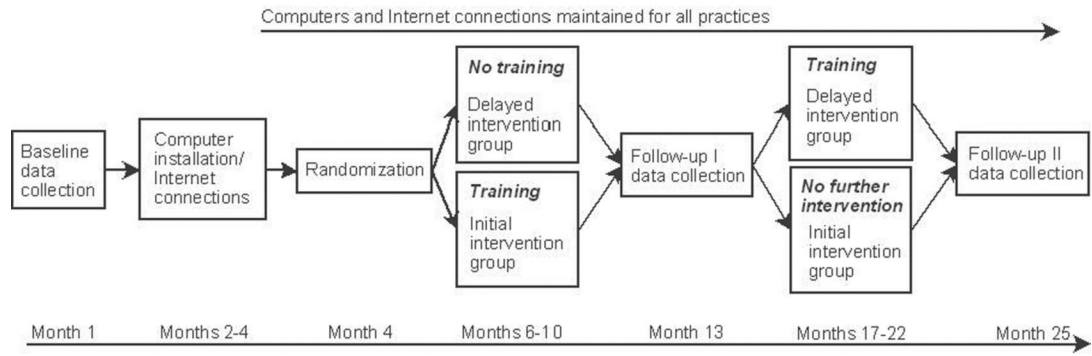 Computers and Internet connections maintained for all practices
Baseline
data
collection
Computer
installation/
Internet
connections
Randomization
No training
Delayed
intervention
group
Training
Initial
intervention
group
Follow-up I
data collection
Training
Delayed
intervention
group
No further
intervention
Initial
intervention
group
Follow-up II
data collection
Month 1
Months 2-4
Month 4
Months 6-10
Month 13
Months 17-22
Month 25